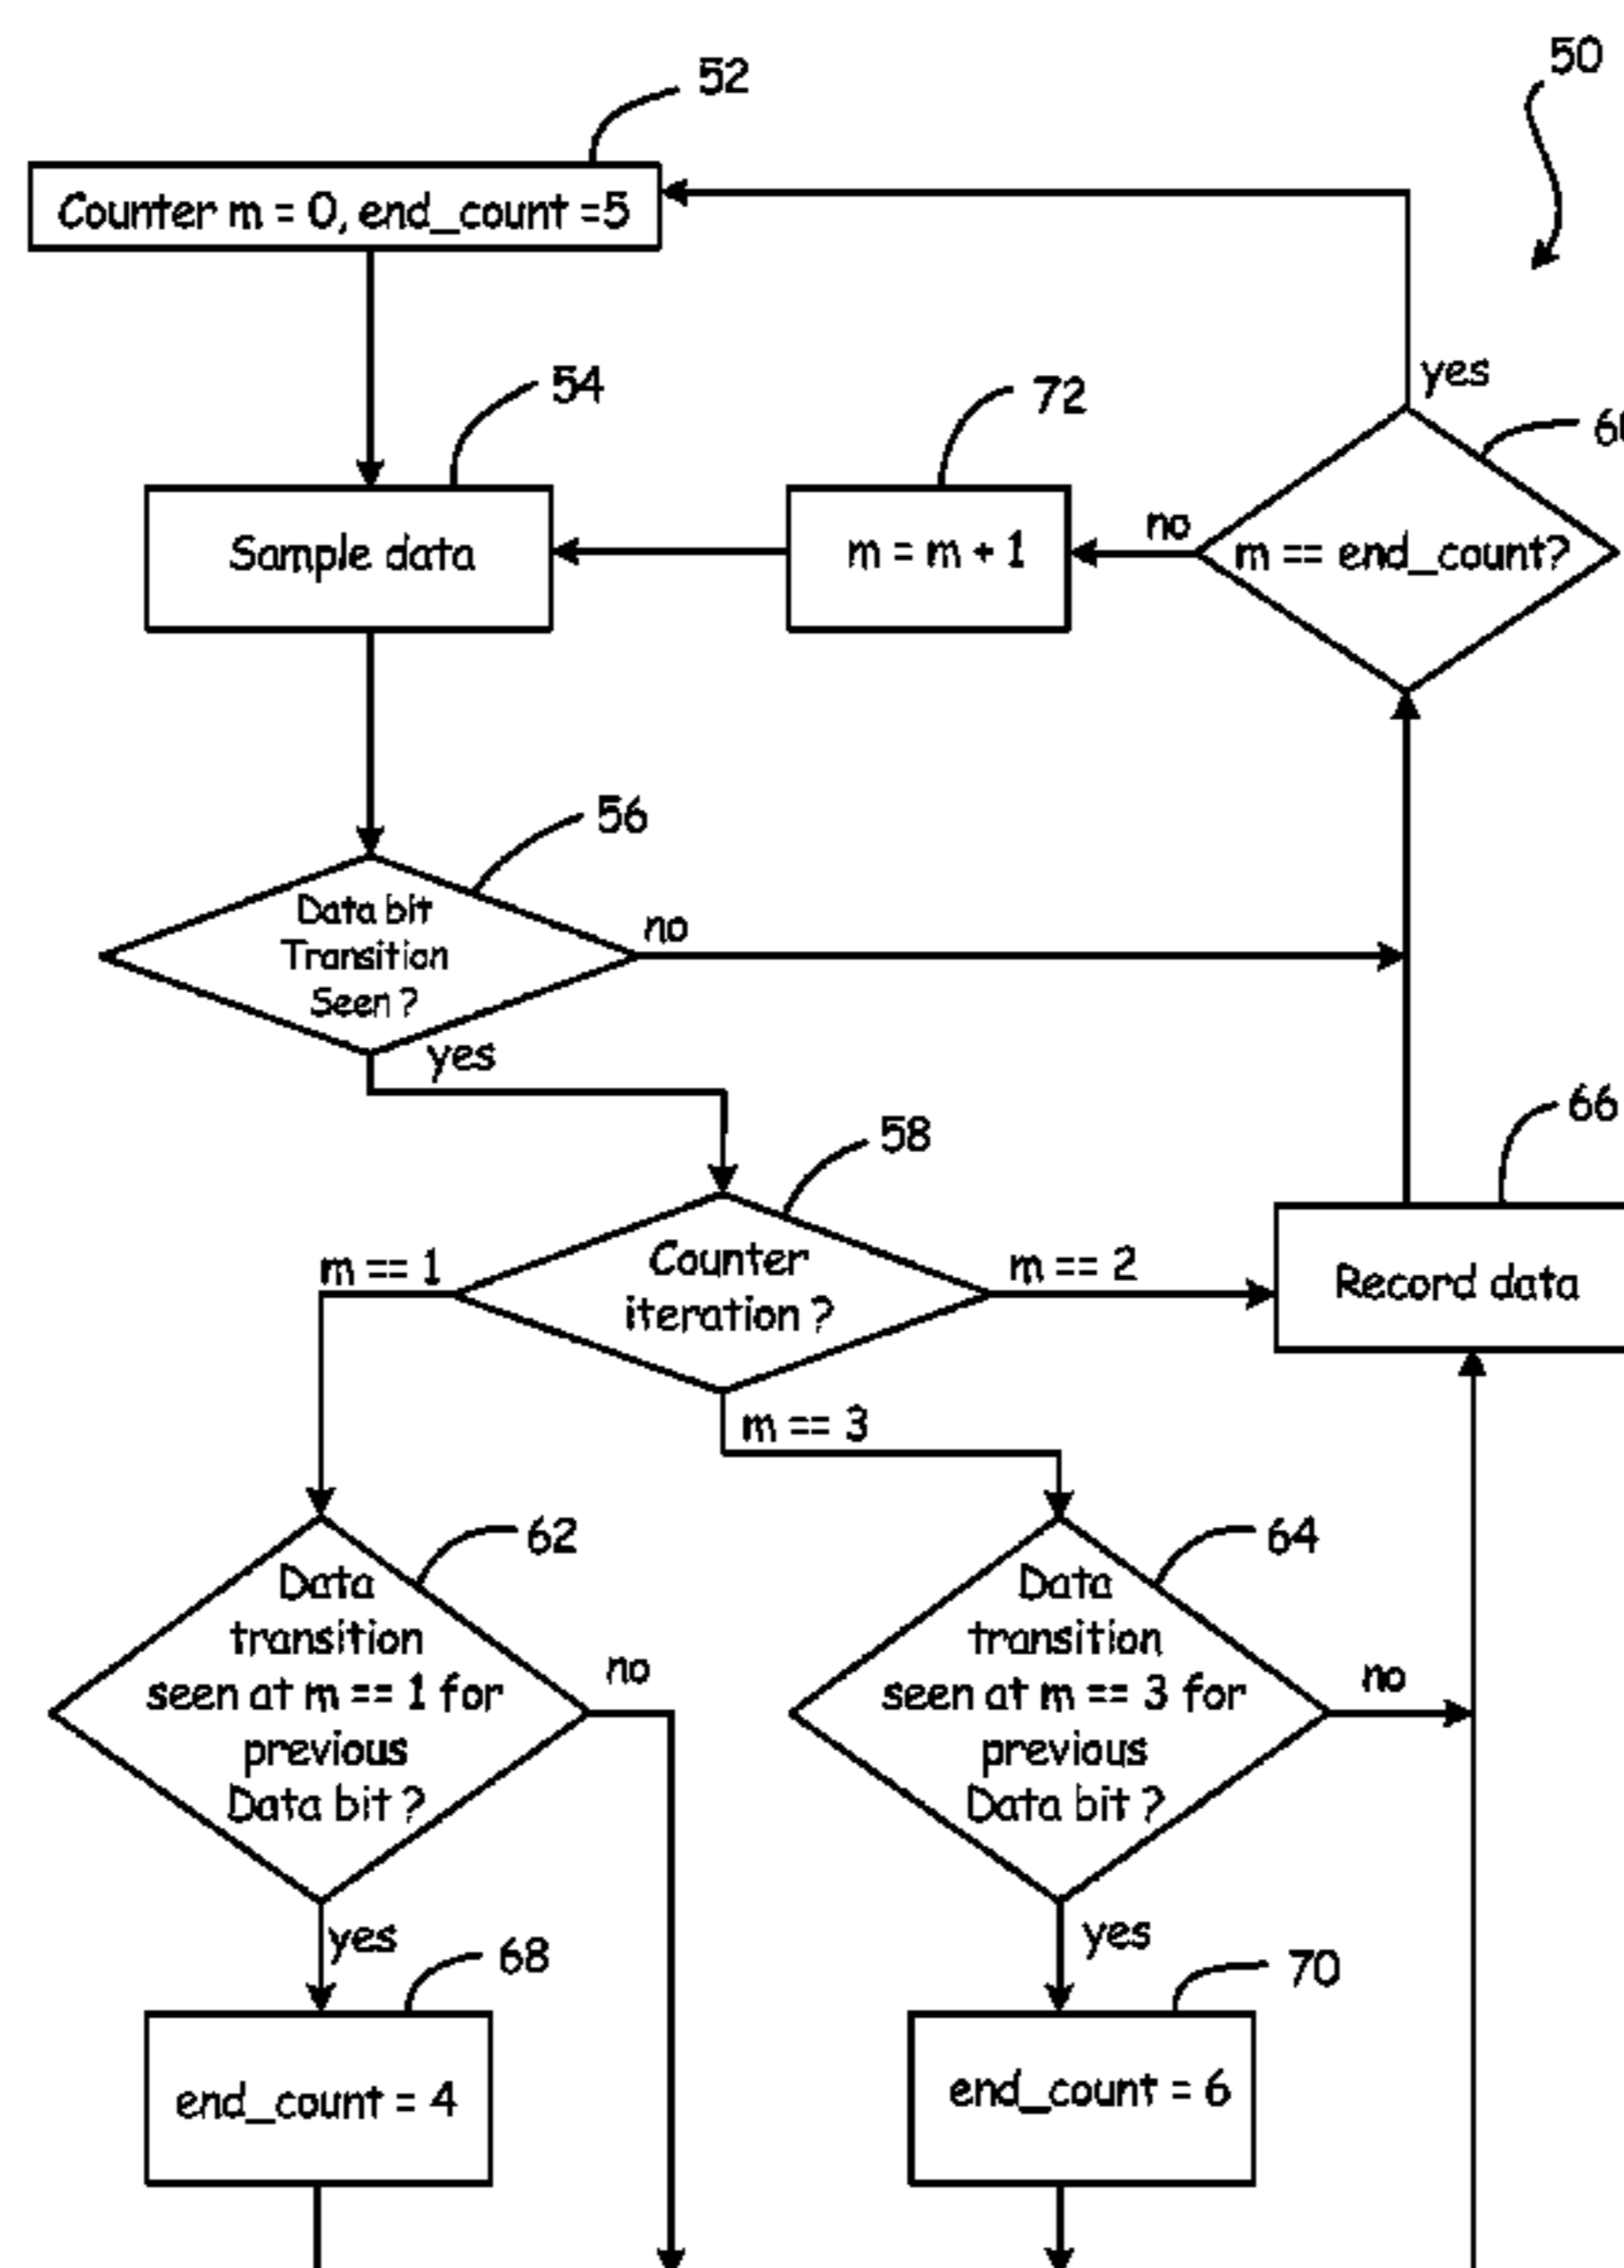 52
50
Counter m = 0, end_count =5
54
72
yes
no
Sample data
m = m + 1
m == end_count?
56
Data bit
Transition
Seen ?
no
yes
58
66
m == 1
Counter
iteration ?
m == 2
Record data
m == 3
62
64
Data
transition
seen at m == 1 for
previous
Data bit ?
no
Data
transition
seen at m == 3 for
previous
Data bit ?
no
yes
68
yes
70
end_count = 4
end_count = 6